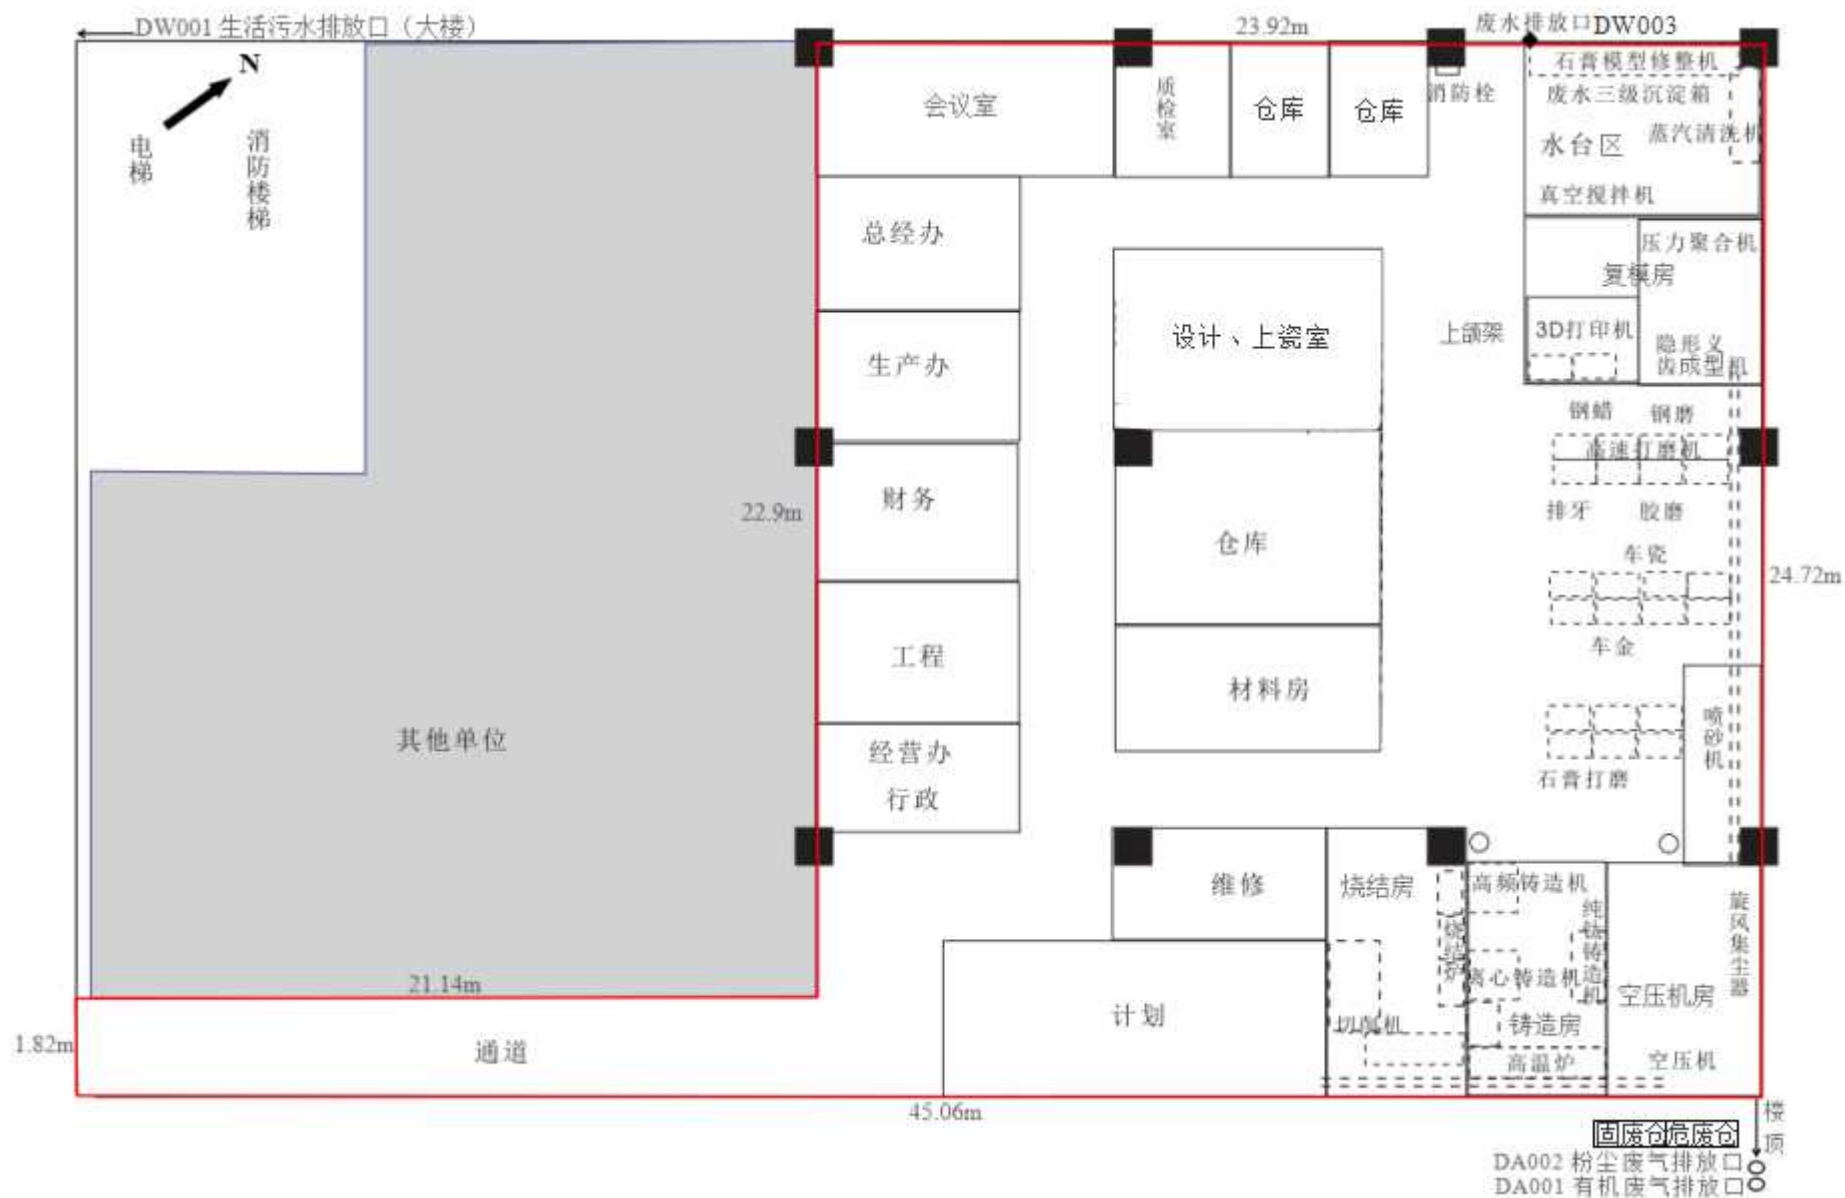 DW001 生活污水排放口（大楼）
23.92m
废水排放口DW003
N
电梯
消防楼梯
会议室
质检室
仓库
仓库
消防栓
石膏模型修整机
废水三级沉淀箱
蒸汽清洗机
水台区
真空搅拌机
总经办
压力聚合机
复模房
设计、上瓷室
上颌架
3D打印机
隐形义
齿成型机
生产办
钢蜡
钢磨
高速打磨机
财务
22.9m
排牙
胶磨
仓库
车瓷
24.72m
工程
车金
材料房
其他单位
经营办
行政
喷砂机
石膏打磨
维修
烧结房
高频铸造机
纯钛铸造机
旋风集尘器
烧结炉
离心铸造机
21.14m
空压机房
计划
切削机
铸造房
1.82m
通道
高温炉
空压机
45.06m
楼顶
固废仓危废仓
DA002 粉尘废气排放口
DA001 有机废气排放口